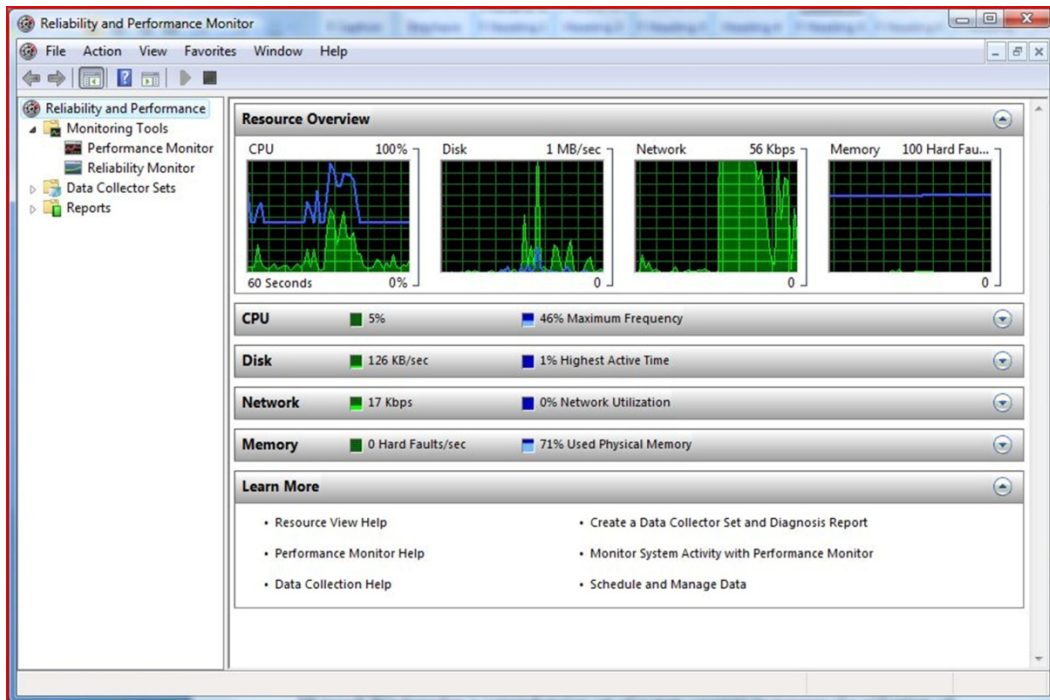 Reliability and Performance Monitor
File Action View Favorites Window Help
Reliability and Performance
Monitoring Tools
Performance Monitor
Reliability Monitor
Data Collector Sets
Reports
Resource Overview
CPU 100%
Disk 1 MB/sec
Network 56 Kbps
Memory 100 Hard Fau...
60 Seconds 0%
0
0
0
CPU 5% 46% Maximum Frequency
Disk 126 KB/sec 1% Highest Active Time
Network 17 Kbps 0% Network Utilization
Memory 0 Hard Faults/sec 71% Used Physical Memory
Learn More
• Resource View Help
• Create a Data Collector Set and Diagnosis Report
• Performance Monitor Help
• Monitor System Activity with Performance Monitor
• Data Collection Help
• Schedule and Manage Data